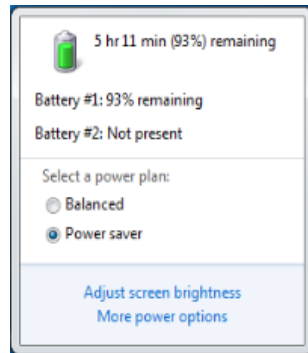 5 hr 11 min (93%) remaining
Battery #1: 93% remaining
Battery #2: Not present
Select a power plan:
Balanced
Power saver
Adjust screen brightness
More power options